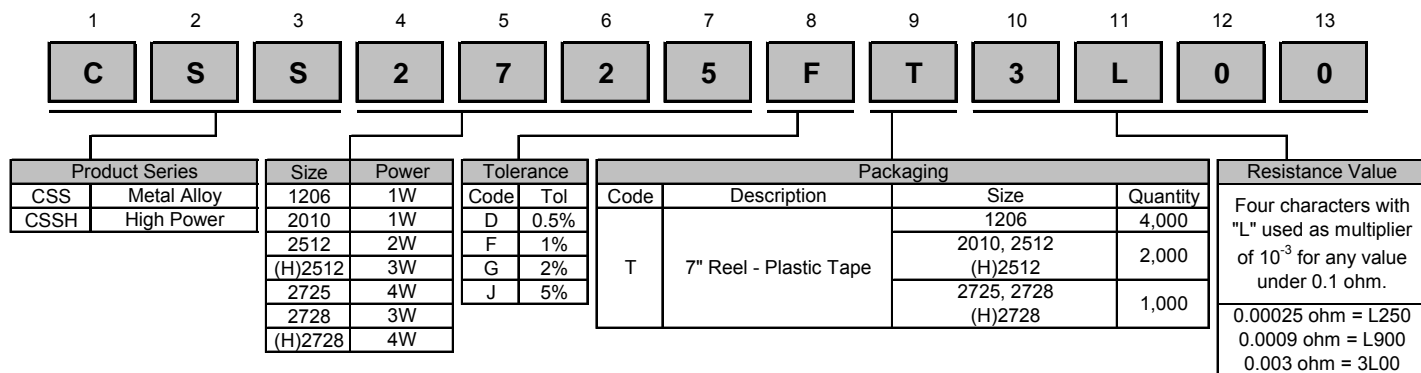 1 2 3 4 5 6 7 8 9 10 11 12 13
C S S 2 7 2 5 F T 3 L 0 0
Product Series
CSS Metal Alloy
CSSH High Power
Size Power
1206 1W
2010 1W
2512 2W
(H)2512 3W
2725 4W
2728 3W
(H)2728 4W
Tolerance
Code Tol
D 0.5%
F 1%
G 2%
J 5%
Packaging
Code Description Size Quantity
T 7" Reel - Plastic Tape
1206 4,000
2010, 2512
(H)2512
2,000
2725, 2728
(H)2728
1,000
Resistance Value
Four characters with
"L" used as multiplier
of 10⁻³ for any value
under 0.1 ohm.
0.00025 ohm = L250
0.0009 ohm = L900
0.003 ohm = 3L00